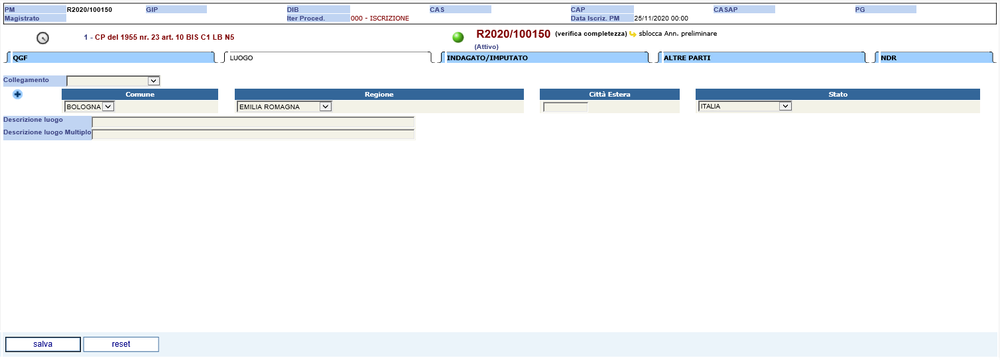 PM R2020/100150 GIP DIB CAS CAP CASAP PG
Magistrato Iter Proced. 000 - ISCRIZIONE Data Iscriz. PM 25/11/2020 00:00
1 - CP del 1955 nr. 23 art. 10 BIS C1 LB N5 R2020/100150 (verifica completezza) sblocca Ann. preliminare
(Attivo)
QGF LUOGO INDAGATO/IMPUTATO ALTRE PARTI NDR
Collegamento
Comune Regione Città Estera Stato
BOLOGNA EMILIA ROMAGNA ITALIA
Descrizione luogo
Descrizione luogo Multiplo
salva reset